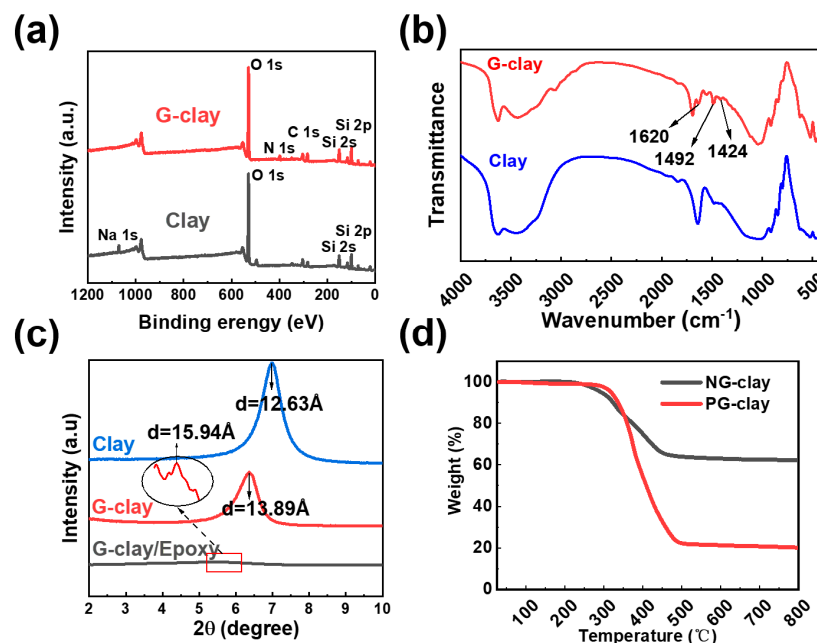 (a)
Intensity (a.u.)
O 1s
G-clay
N 1s
C 1s
Si 2p
Si 2s
O 1s
Clay
Na 1s
Si 2p
Si 2s
1200 1000 800 600 400 200 0
Binding erengy (eV)
(b)
Transmittance
G-clay
1620
1492
1424
Clay
4000 3500 3000 2500 2000 1500 1000 500
Wavenumber (cm-1)
(c)
Intensity (a.u)
d=12.63Å
d=15.94Å
Clay
G-clay
d=13.89Å
G-clay/Epoxy
2 3 4 5 6 7 8 9 10
2θ (degree)
(d)
Weight (%)
100
80
60
40
20
0
NG-clay
PG-clay
100 200 300 400 500 600 700 800
Temperature (℃)